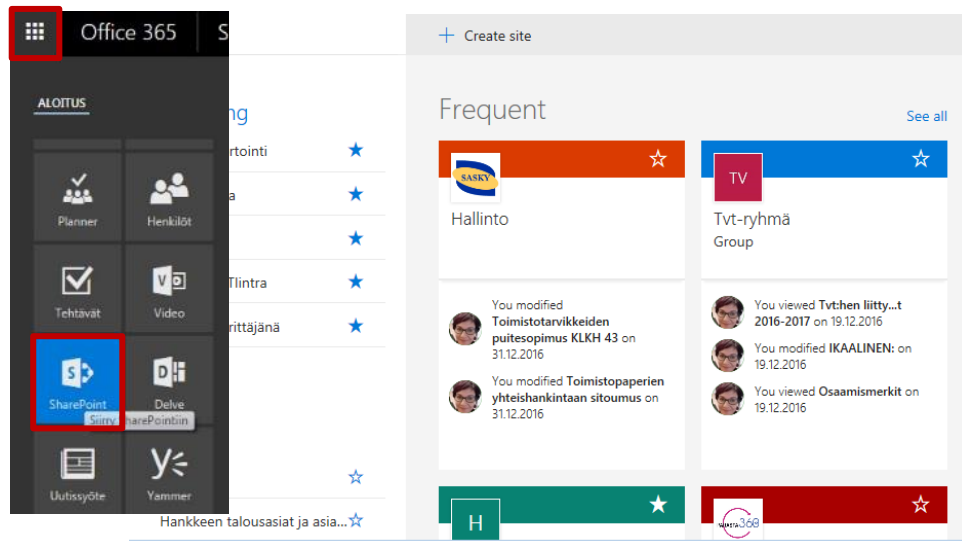 Office 365
S
ALOITUS
Planner
Henkilöt
Tehtävät
Video
SharePoint
Delve
Siirry SharePointiin
Uutissyöte
Yammer
ng
rtointi
a
Tlintra
rittäjänä
Hankkeen talousasiat ja asia...
+ Create site
Frequent
See all
SASKY
Hallinto
You modified
Toimistotarvikkeiden
puitesopimus KLKH 43 on
31.12.2016
You modified Toimistopaperien
yhteishankintaan sitoumus on
31.12.2016
TV
Tvt-ryhmä
Group
You viewed Tvt:hen liitty...t
2016-2017 on 19.12.2016
You modified IKAALINEN: on
19.12.2016
You viewed Osaamismerkit on
19.12.2016
H